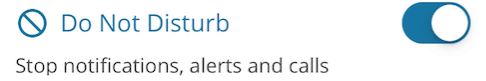 Do Not Disturb
Stop notifications, alerts and calls